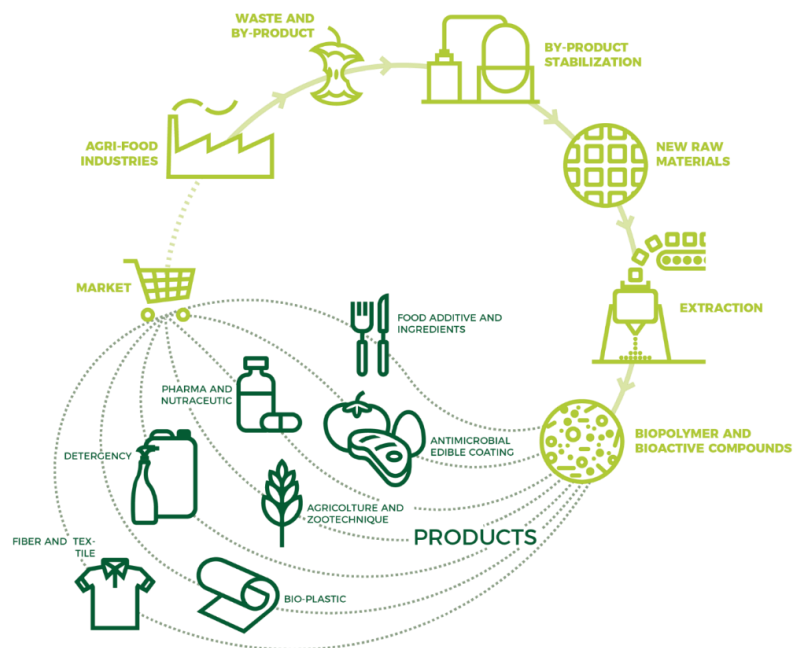 WASTE AND
BY-PRODUCT
BY-PRODUCT
STABILIZATION
AGRI-FOOD
INDUSTRIES
NEW RAW
MATERIALS
MARKET
EXTRACTION
FOOD ADDITIVE AND
INGREDIENTS
PHARMA AND
NUTRACEUTIC
BIOPOLYMER AND
BIOACTIVE COMPOUNDS
ANTIMICROBIAL
EDIBLE COATING
DETERGENCY
AGRICOLTURE AND
ZOOTECHNIQUE
PRODUCTS
FIBER AND TEX-
TILE
BIO-PLASTIC